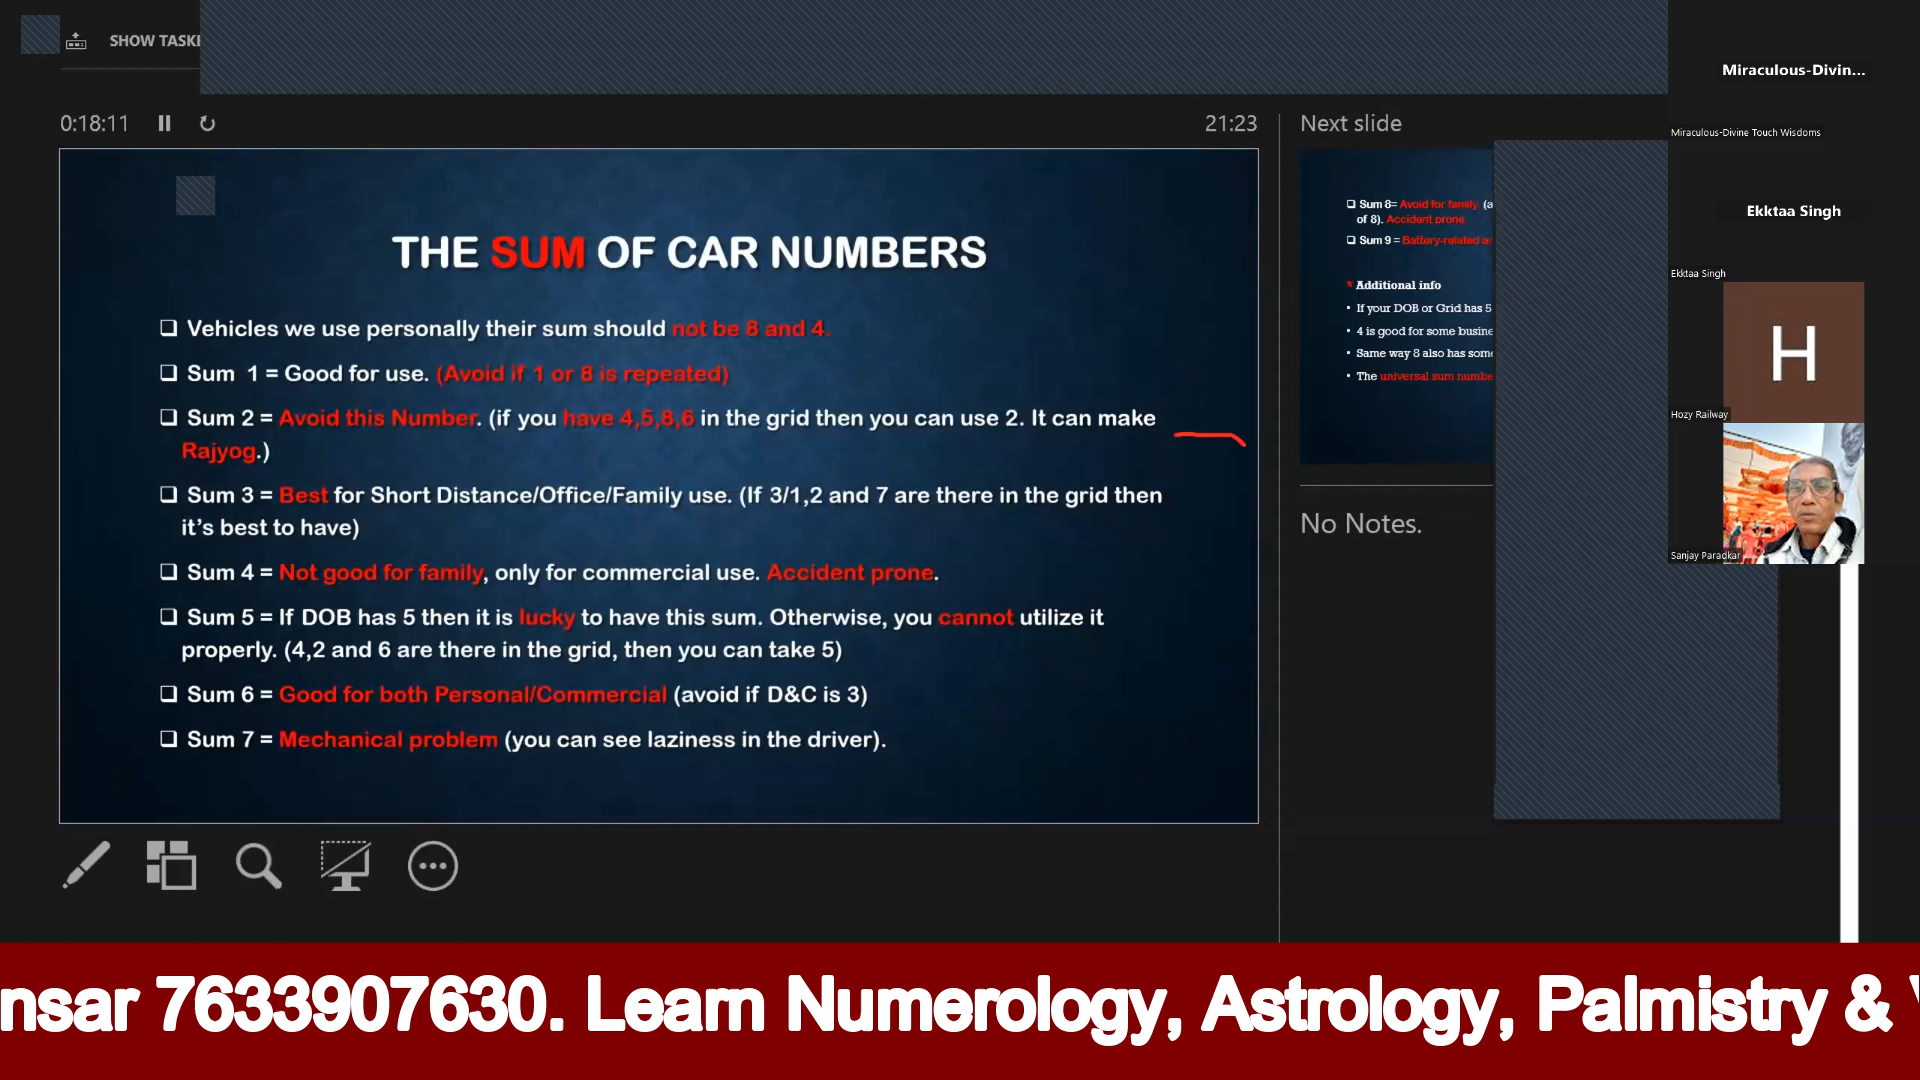 SHOW TASK
Miraculous-Divin...
0:18:11
21:23
Next slide
Miraculous-Divine Touch Wisdoms
THE SUM OF CAR NUMBERS
❑ Vehicles we use personally their sum should not be 8 and 4.
❑ Sum 1 = Good for use. (Avoid if 1 or 8 is repeated)
❑ Sum 2 = Avoid this Number. (if you have 4,5,8,6 in the grid then you can use 2. It can make
Rajyog.)
❑ Sum 3 = Best for Short Distance/Office/Family use. (If 3/1,2 and 7 are there in the grid then
it’s best to have)
❑ Sum 4 = Not good for family, only for commercial use. Accident prone.
❑ Sum 5 = If DOB has 5 then it is lucky to have this sum. Otherwise, you cannot utilize it
properly. (4,2 and 6 are there in the grid, then you can take 5)
❑ Sum 6 = Good for both Personal/Commercial (avoid if D&C is 3)
❑ Sum 7 = Mechanical problem (you can see laziness in the driver).
❑ Sum 8= Avoid for family. (a
of 8). Accident prone
❑ Sum 9 = Battery-related
* Additional info
• If your DOB or Grid has 5
• 4 is good for some
• Same way 8 also has
• The universal sum
No Notes.
Ekktaa Singh
Ekktaa Singh
H
Hozy Railway
Sanjay Paradkar
nsar 7633907630. Learn Numerology, Astrology, Palmistry &